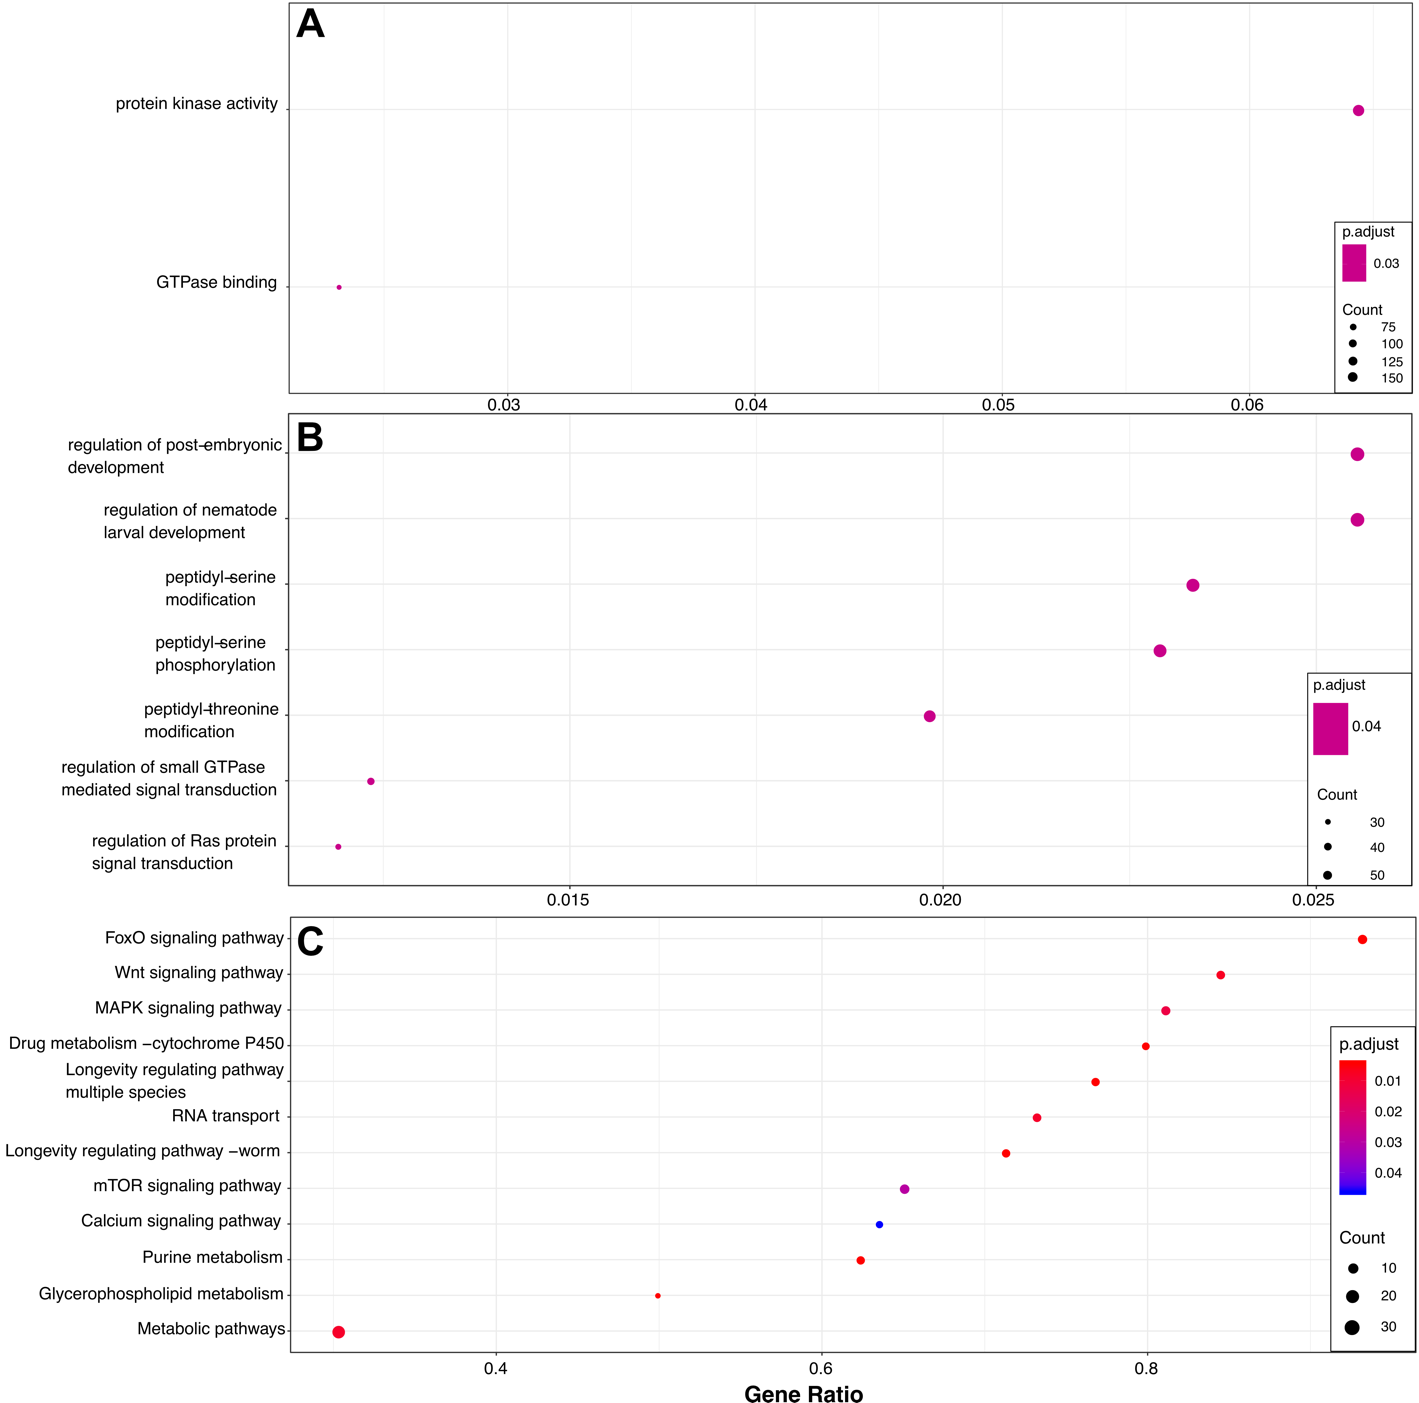 A
protein kinase activity
GTPase binding
p.adjust
0.03
Count
75
100
125
150
0.03 0.04 0.05 0.06
B
regulation of post-embryonic
development
regulation of nematode
larval development
peptidyl-serine
modification
peptidyl-serine
phosphorylation
peptidyl-threonine
modification
regulation of small GTPase
mediated signal transduction
regulation of Ras protein
signal transduction
p.adjust
0.04
Count
30
40
50
0.015 0.020 0.025
C
FoxO signaling pathway
Wnt signaling pathway
MAPK signaling pathway
Drug metabolism −cytochrome P450
Longevity regulating pathway
multiple species
RNA transport
Longevity regulating pathway −worm
mTOR signaling pathway
Calcium signaling pathway
Purine metabolism
Glycerophospholipid metabolism
Metabolic pathways
p.adjust
0.01
0.02
0.03
0.04
Count
10
20
30
0.4 0.6 0.8
Gene Ratio